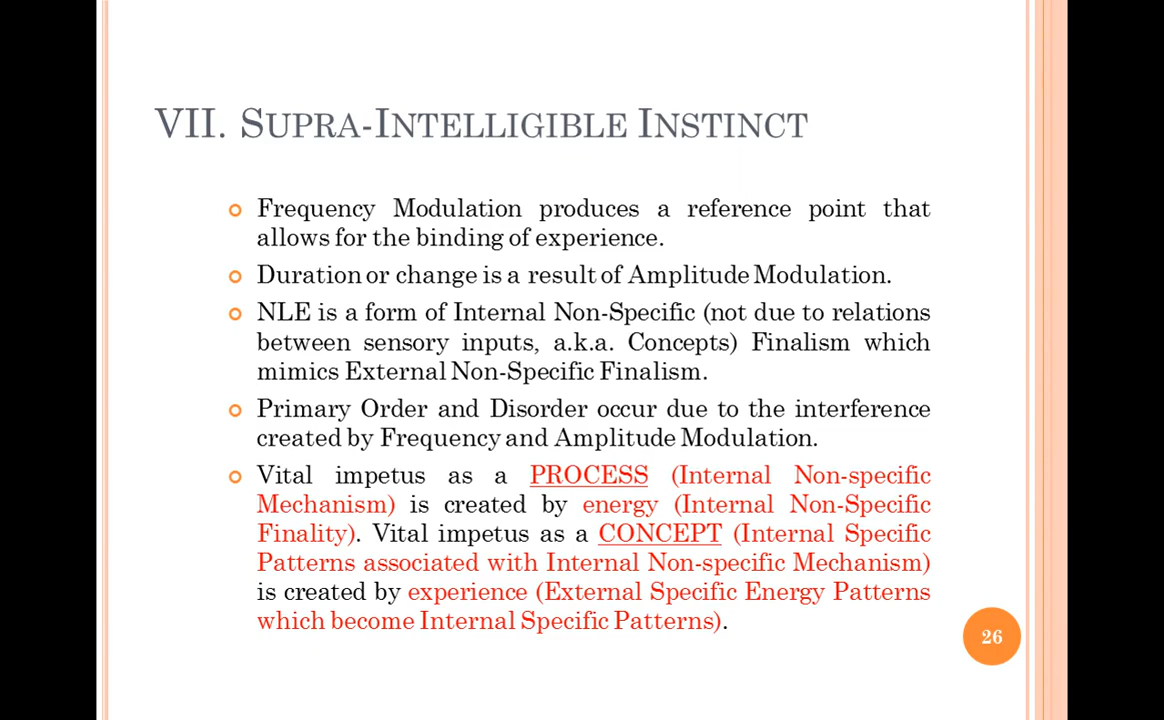 VII. SUPRA-INTELLIGIBLE INSTINCT
Frequency Modulation produces a reference point that
allows for the binding of experience.
Duration or change is a result of Amplitude Modulation.
NLE is a form of Internal Non-Specific (not due to relations
between sensory inputs, a.k.a. Concepts) Finalism which
mimics External Non-Specific Finalism.
Primary Order and Disorder occur due to the interference
created by Frequency and Amplitude Modulation.
Vital impetus as a PROCESS (Internal Non-specific
Mechanism) is created by energy (Internal Non-Specific
Finality). Vital impetus as a CONCEPT (Internal Specific
Patterns associated with Internal Non-specific Mechanism)
is created by experience (External Specific Energy Patterns
which become Internal Specific Patterns).
26